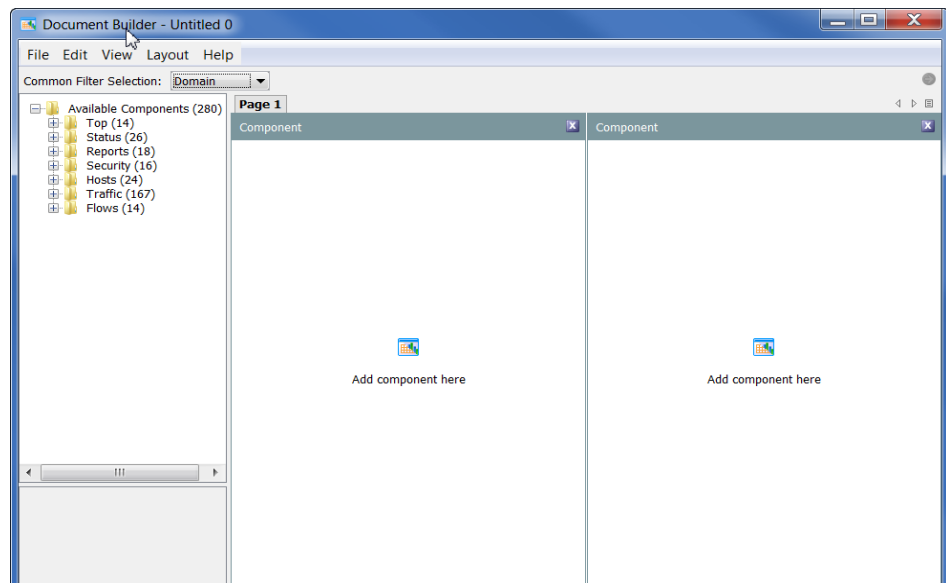 Document Builder - Untitled 0
File Edit View Layout Help
Common Filter Selection: Domain
Available Components (280)
Top (14)
Status (26)
Reports (18)
Security (16)
Hosts (24)
Traffic (167)
Flows (14)
Page 1
Component
Component
Add component here
Add component here